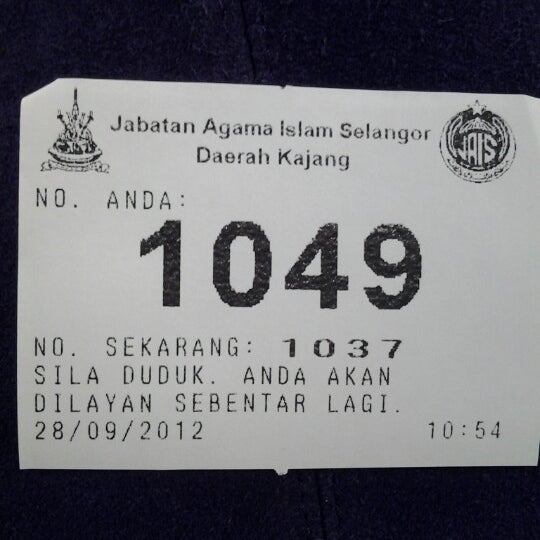 Jabatan Agama Islam Selangor
Daerah Kajang
JAIS
NO. ANDA:
1049
NO. SEKARANG: 1037
SILA DUDUK. ANDA AKAN
DILAYAN SEBENTAR LAGI.
28/09/2012 10:54